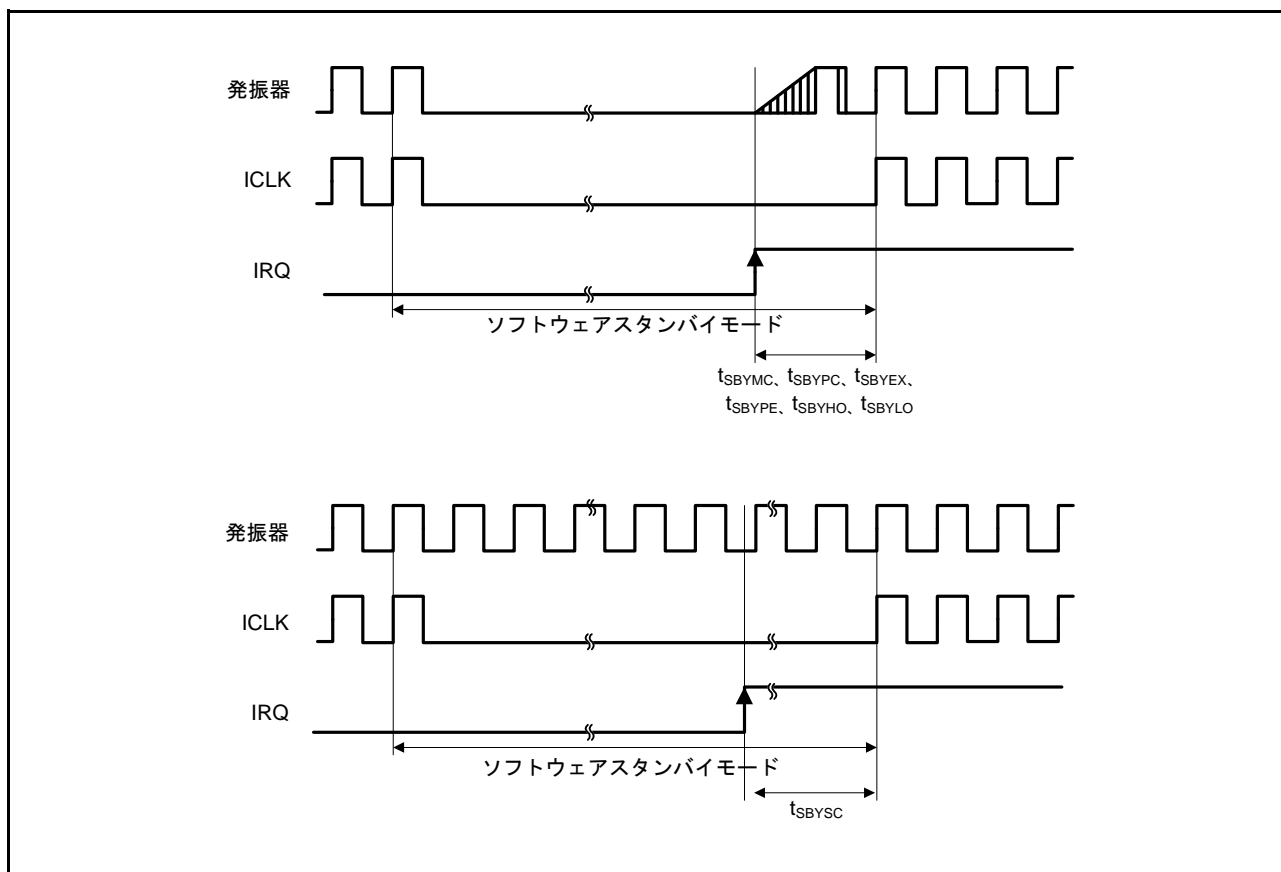 発振器
ICLK
IRQ
ソフトウェアスタンバイモード
tSBYMC、tSBYPC、tSBYEX、
tSBYPE、tSBYHO、tSBYLO
発振器
ICLK
IRQ
ソフトウェアスタンバイモード
tSBYSC